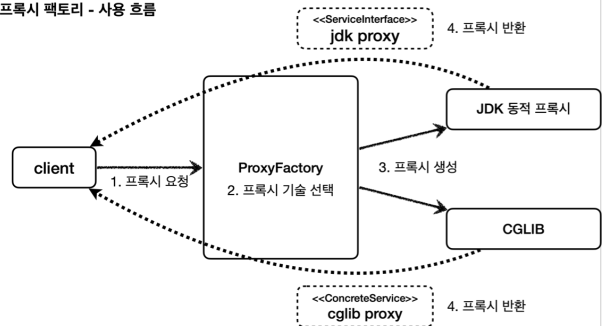 프록시 팩토리 - 사용 흐름
<<ServiceInterface>>
jdk proxy
4. 프록시 반환
JDK 동적 프록시
client
1. 프록시 요청
ProxyFactory
2. 프록시 기술 선택
3. 프록시 생성
CGLIB
<<ConcreteService>>
cglib proxy
4. 프록시 반환